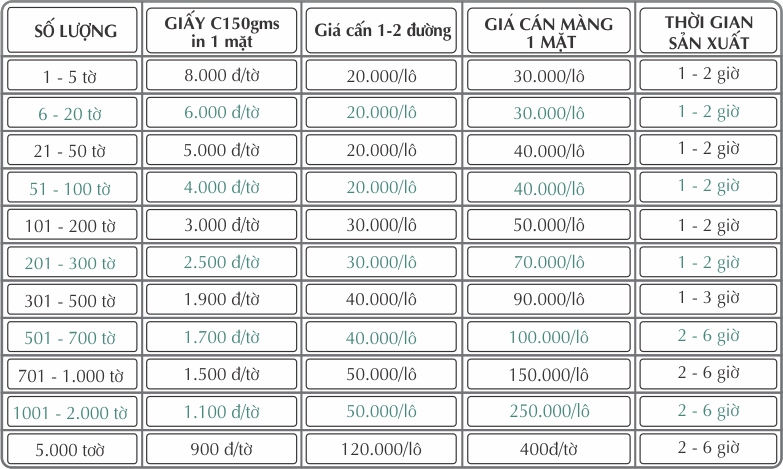 SỐ LƯỢNG GIẤY C150gms in 1 mặt Giá cấn 1-2 đường GIÁ CÁN MÀNG 1 MẶT THỜI GIAN SẢN XUẤT
1 - 5 tờ 8.000 đ/tờ 20.000/lô 30.000/lô 1 - 2 giờ
6 - 20 tờ 6.000 đ/tờ 20.000/lô 30.000/lô 1 - 2 giờ
21 - 50 tờ 5.000 đ/tờ 20.000/lô 40.000/lô 1 - 2 giờ
51 - 100 tờ 4.000 đ/tờ 20.000/lô 40.000/lô 1 - 2 giờ
101 - 200 tờ 3.000 đ/tờ 30.000/lô 50.000/lô 1 - 2 giờ
201 - 300 tờ 2.500 đ/tờ 30.000/lô 70.000/lô 1 - 2 giờ
301 - 500 tờ 1.900 đ/tờ 40.000/lô 90.000/lô 1 - 3 giờ
501 - 700 tờ 1.700 đ/tờ 40.000/lô 100.000/lô 2 - 6 giờ
701 - 1.000 tờ 1.500 đ/tờ 50.000/lô 150.000/lô 2 - 6 giờ
1001 - 2.000 tờ 1.100 đ/tờ 50.000/lô 250.000/lô 2 - 6 giờ
5.000 tơờ 900 đ/tờ 120.000/lô 400đ/tờ 2 - 6 giờ